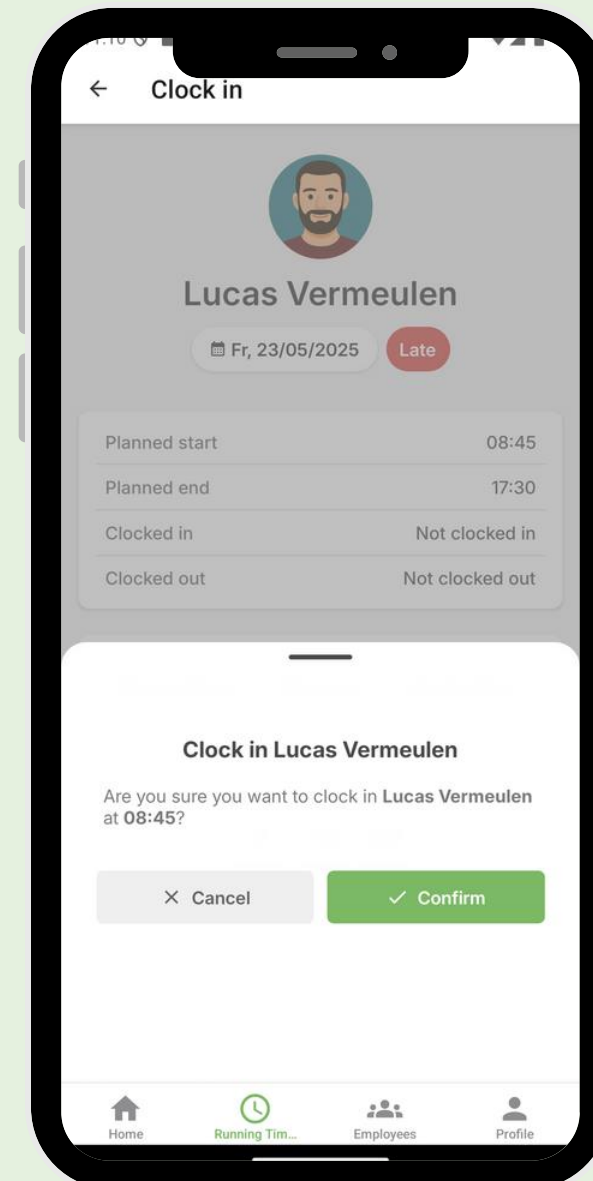 Clock in
Lucas Vermeulen
Fr, 23/05/2025 Late
Planned start 08:45
Planned end 17:30
Clocked in Not clocked in
Clocked out Not clocked out
Clock in Lucas Vermeulen
Are you sure you want to clock in Lucas Vermeulen
at 08:45?
Cancel Confirm
Home Running Tim... Employees Profile